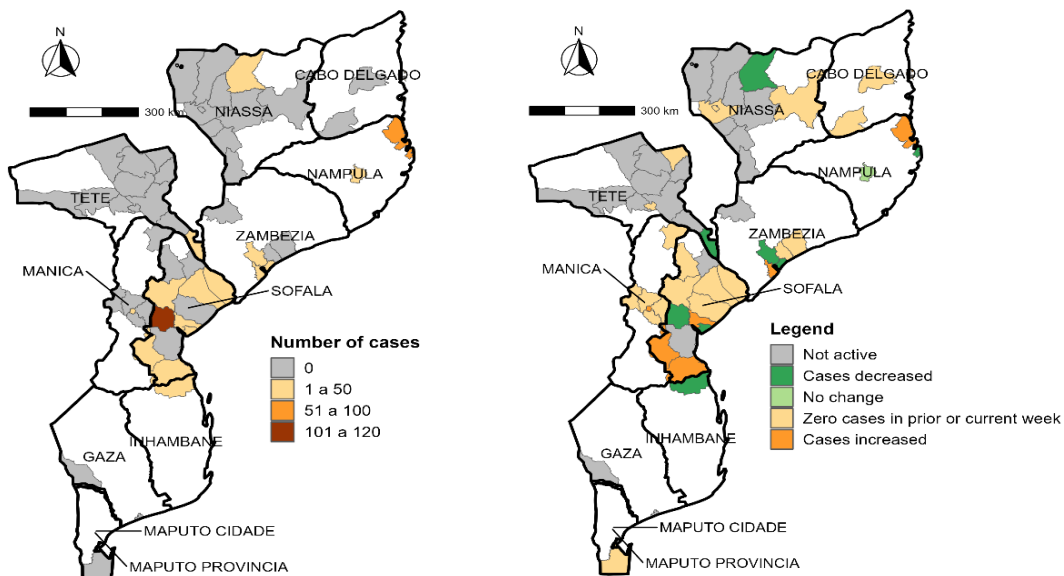 N
300 km
CABO DELGADO
NIASSA
NAMPULA
TETE
ZAMBEZIA
MANICA
SOFALA
Number of cases
0
1 a 50
51 a 100
101 a 120
INHAMBANE
GAZA
MAPUTO CIDADE
MAPUTO PROVINCIA
N
300 km
CABO DELGADO
NIASSA
NAMPULA
TETE
ZAMBEZIA
MANICA
SOFALA
Legend
Not active
Cases decreased
No change
Zero cases in prior or current week
Cases increased
INHAMBANE
GAZA
MAPUTO CIDADE
MAPUTO PROVINCIA